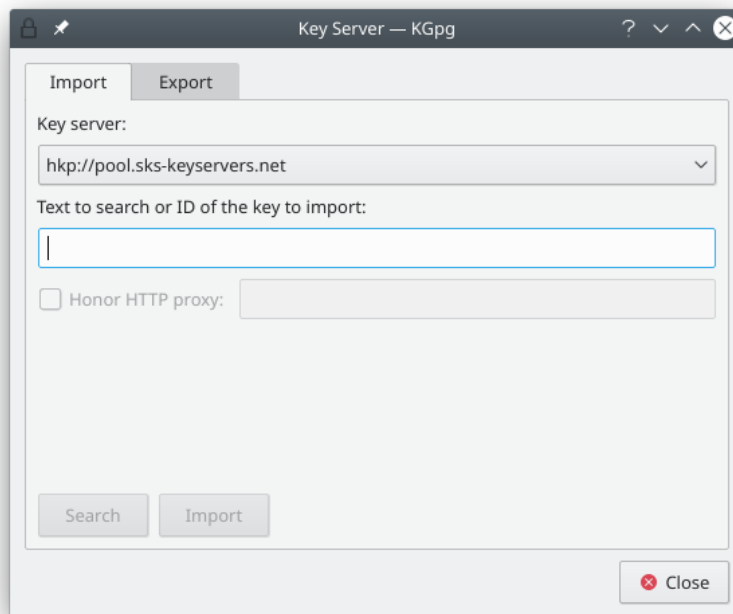 Key Server — KGpg
Import Export
Key server:
hkp://pool.sks-keyservers.net
Text to search or ID of the key to import:
Honor HTTP proxy:
Search Import
Close